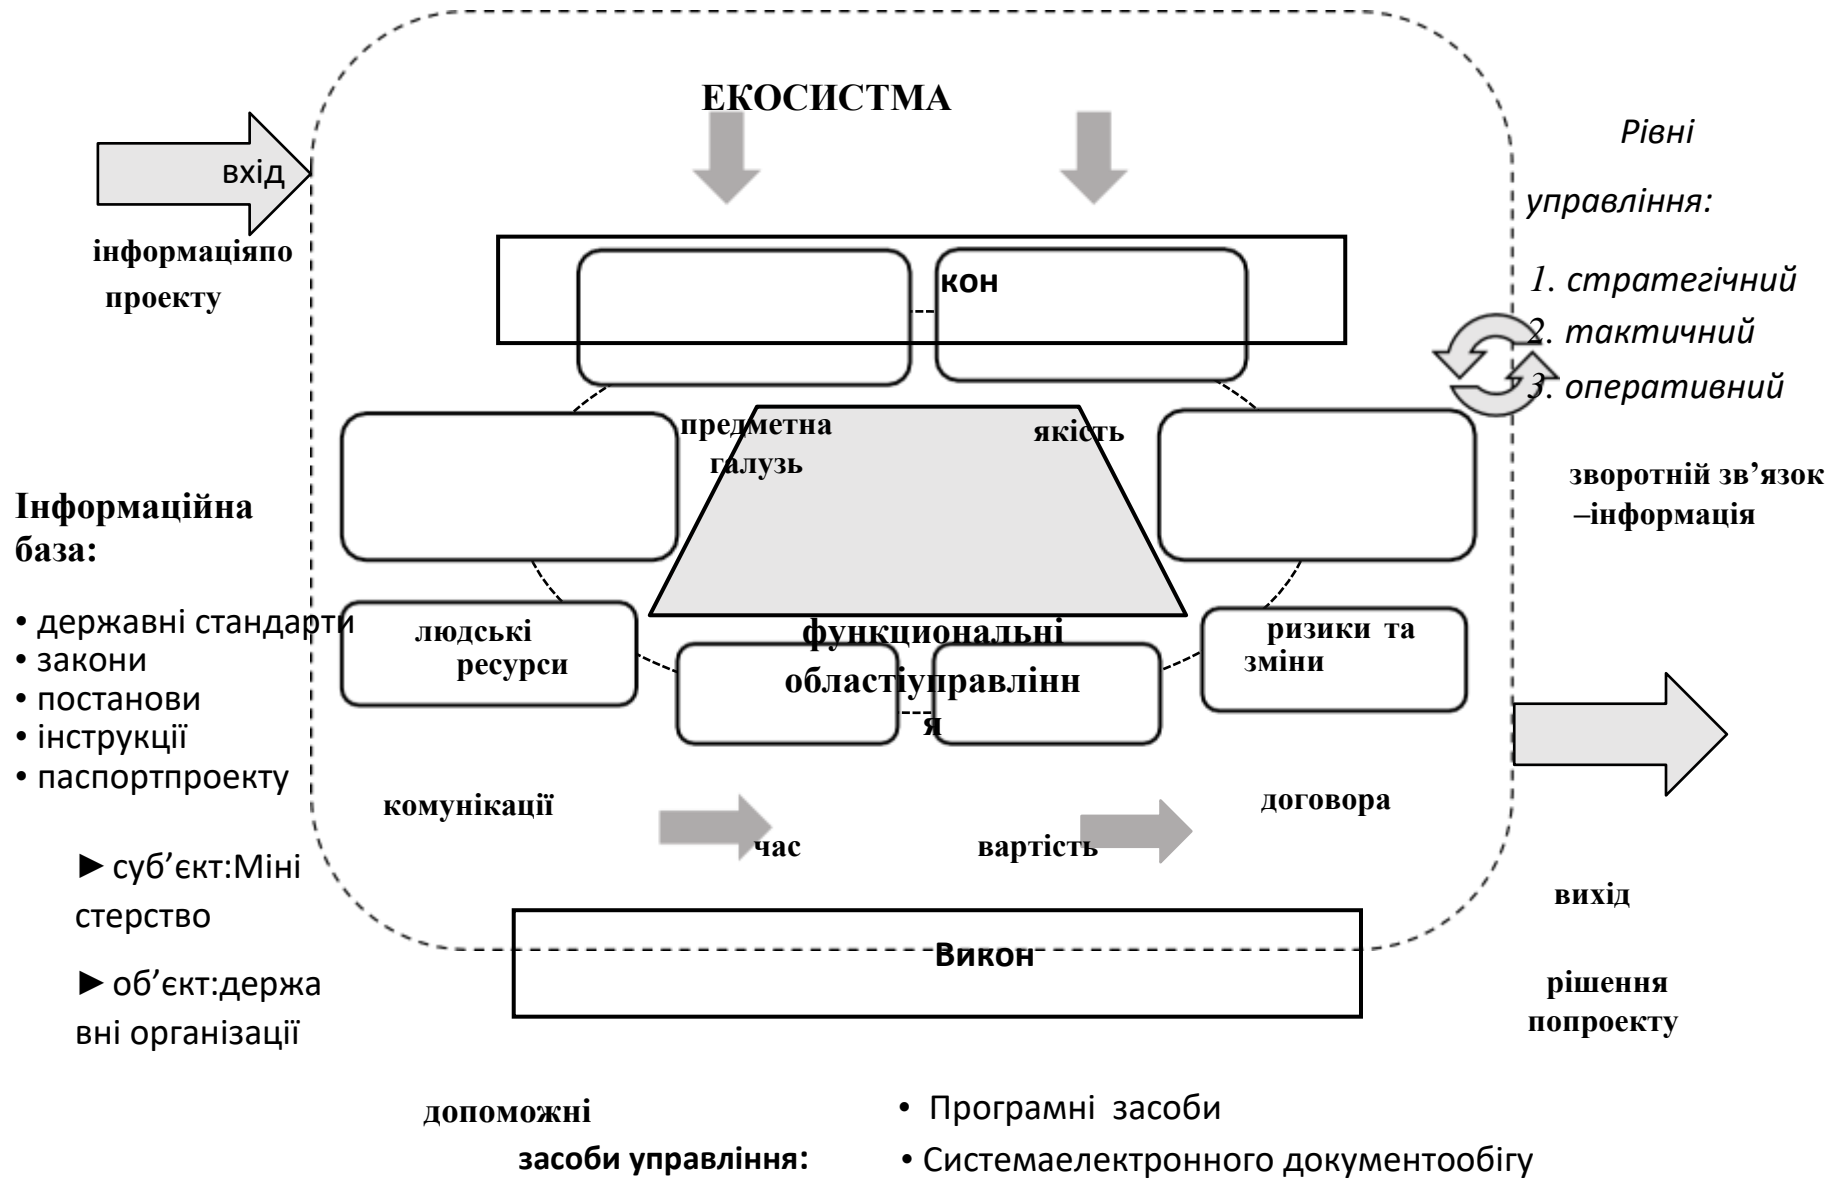 ЕКОСИСТМА
вхід
інформаціяпо
проекту
Рівні
управління:
1. стратегічний
2. тактичний
3. оперативний
кон
предметна
галузь
якість
зворотній зв’язок
–інформація
Інформаційна
база:
• державні стандарти
• закони
• постанови
• інструкції
• паспортпроекту
людські
ресурси
функциональні
областіуправлінн
я
ризики та
зміни
комунікації
час
вартість
договора
►суб’єкт:Міні
стерство
►об’єкт:держа
вні організації
Викон
вихід
рішення
попроекту
допоможні
засоби управління:
• Програмні засоби
• Системаелектронного документообігу